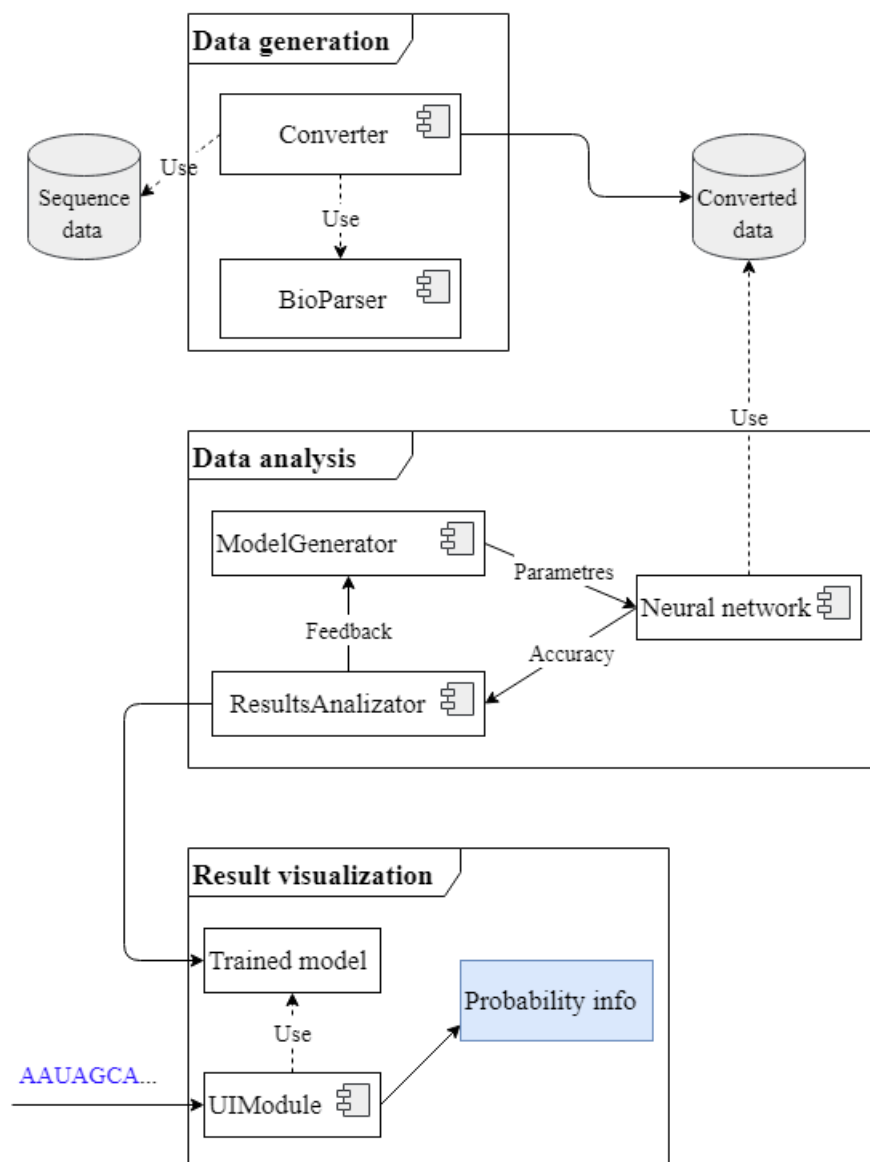 Data generation
Converter
Use
Sequence
data
Use
Converted
data
BioParser
Use
Data analysis
ModelGenerator
Parametres
Neural network
Feedback
Accuracy
ResultsAnalizator
Result visualization
Trained model
Probability info
Use
AAUAGCA...
UIModule